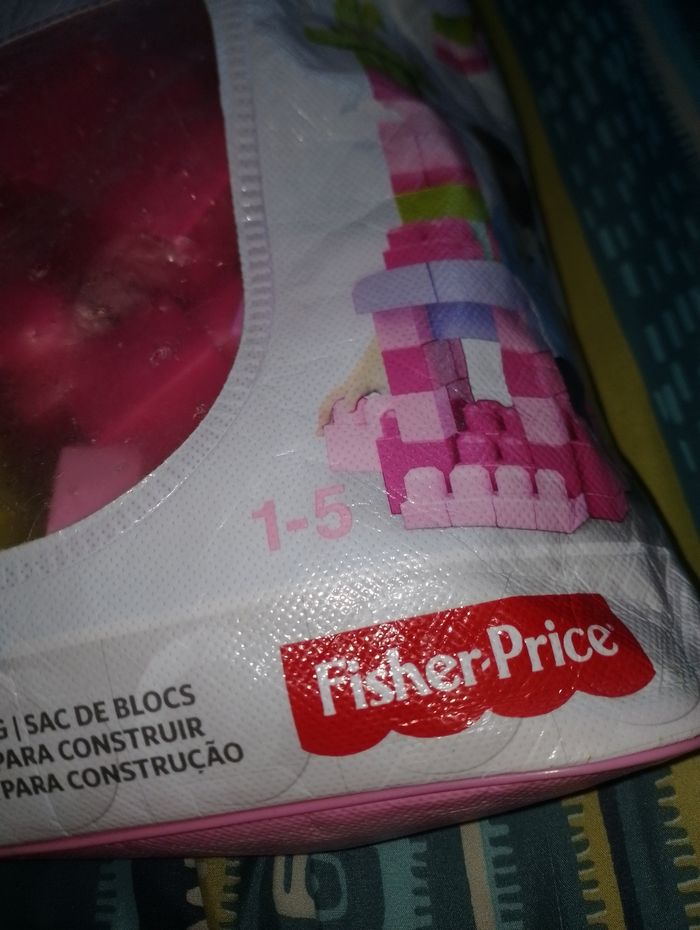 1-5
Fisher-Price
G | SAC DE BLOCS
PARA CONSTRUIR
PARA CONSTRUÇÃO